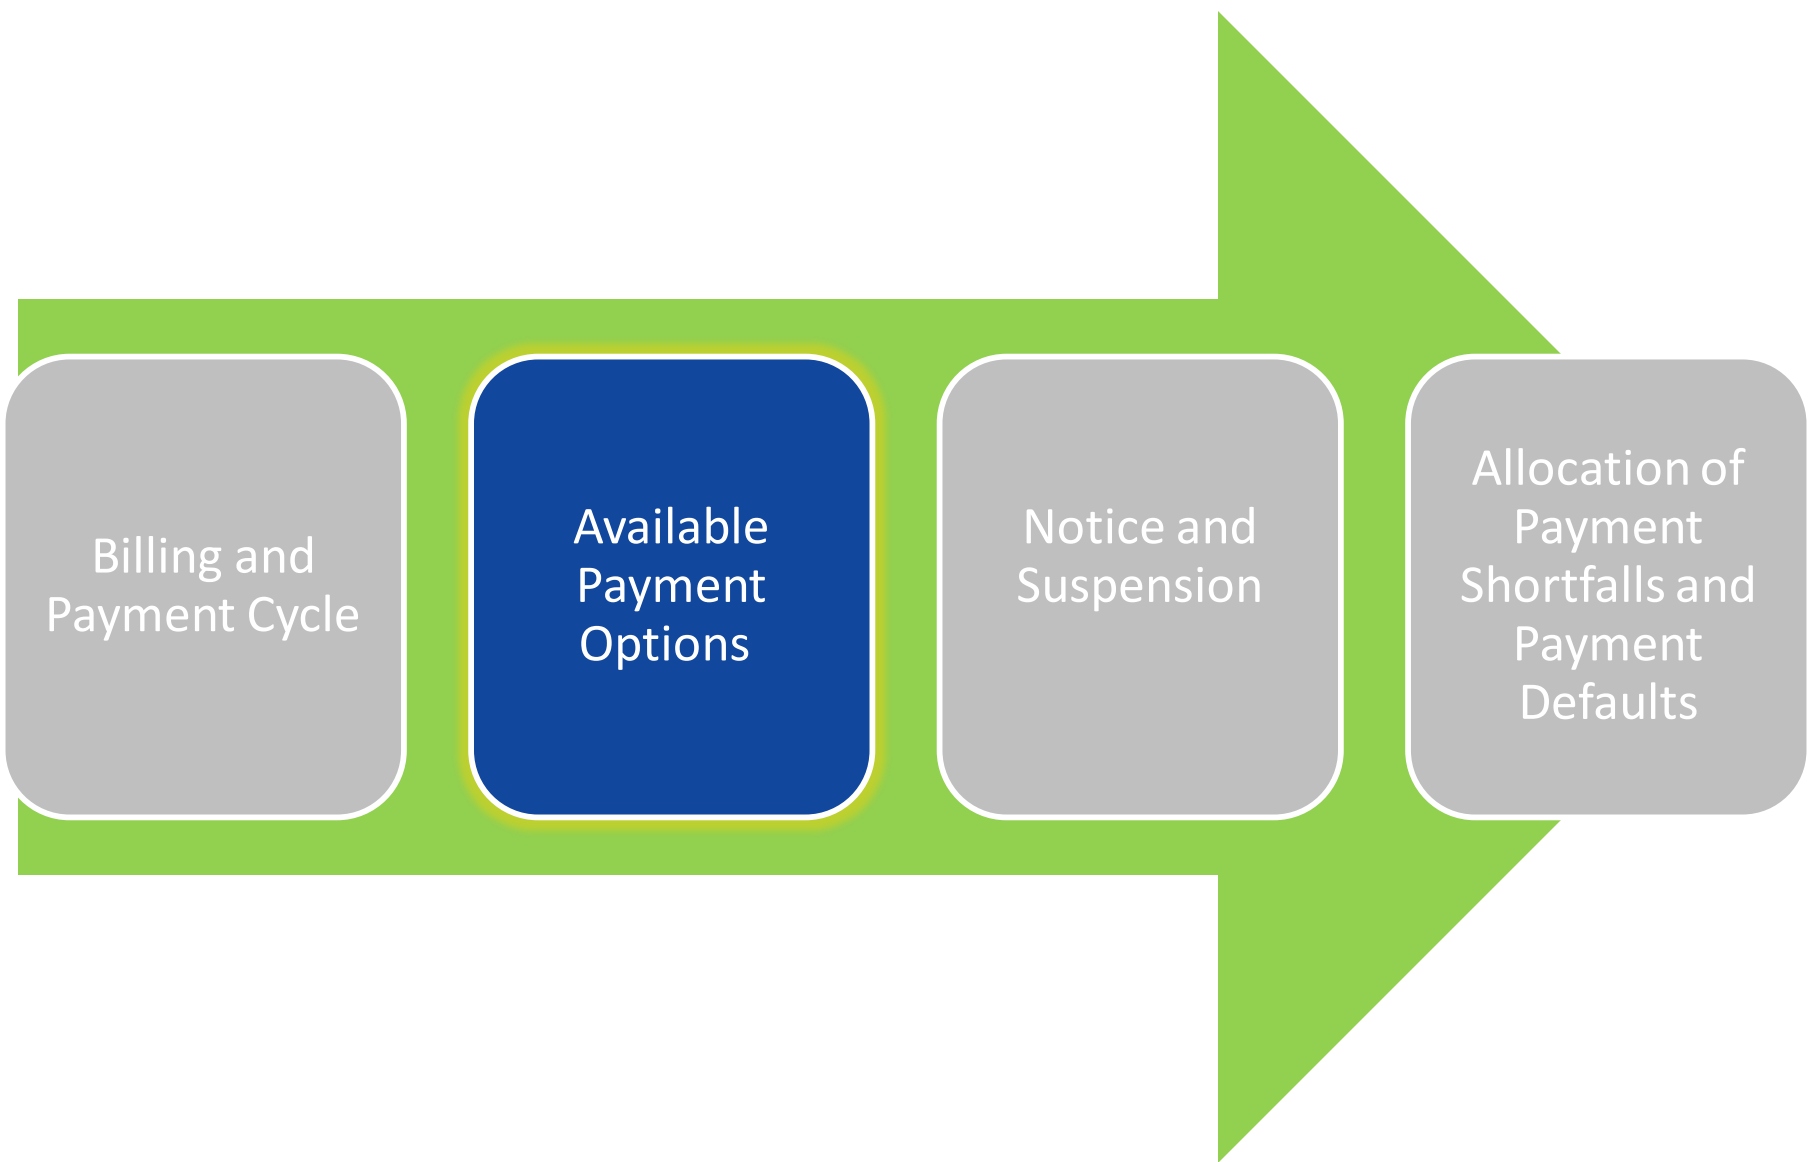 Billing and
Payment Cycle
Available
Payment
Options
Notice and
Suspension
Allocation of
Payment
Shortfalls and
Payment
Defaults